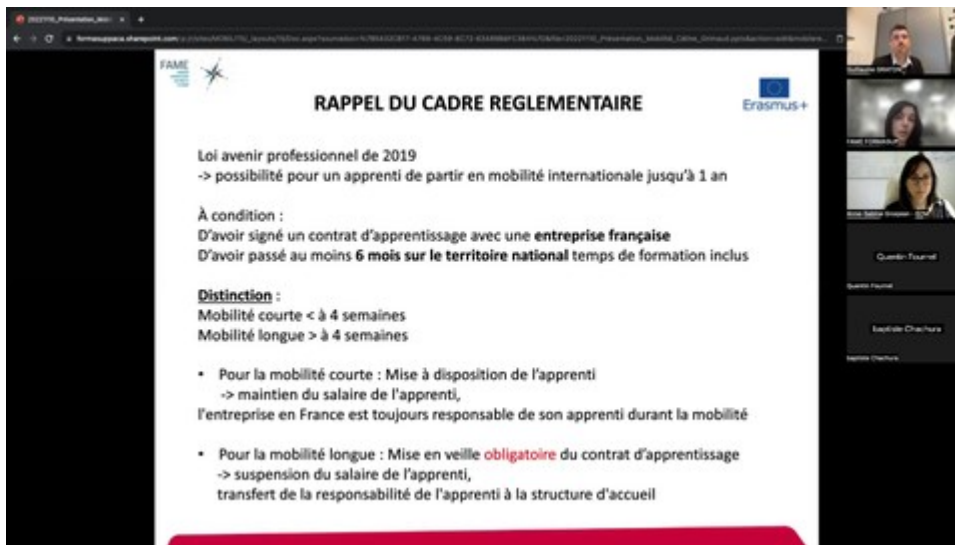 FAME
RAPPEL DU CADRE REGLEMENTAIRE
Erasmus+
Loi avenir professionnel de 2019
-> possibilité pour un apprenti de partir en mobilité internationale jusqu'à 1 an
À condition :
D'avoir signé un contrat d'apprentissage avec une entreprise française
D'avoir passé au moins 6 mois sur le territoire national temps de formation inclus
Distinction :
Mobilité courte < à 4 semaines
Mobilité longue > à 4 semaines
• Pour la mobilité courte : Mise à disposition de l'apprenti
-> maintien du salaire de l'apprenti,
l'entreprise en France est toujours responsable de son apprenti durant la mobilité
• Pour la mobilité longue : Mise en veille obligatoire du contrat d'apprentissage
-> suspension du salaire de l'apprenti,
transfert de la responsabilité de l'apprenti à la structure d'accueil
Quentin Fournel
Quentin Fournel
baptiste Chachura
baptiste Chachura